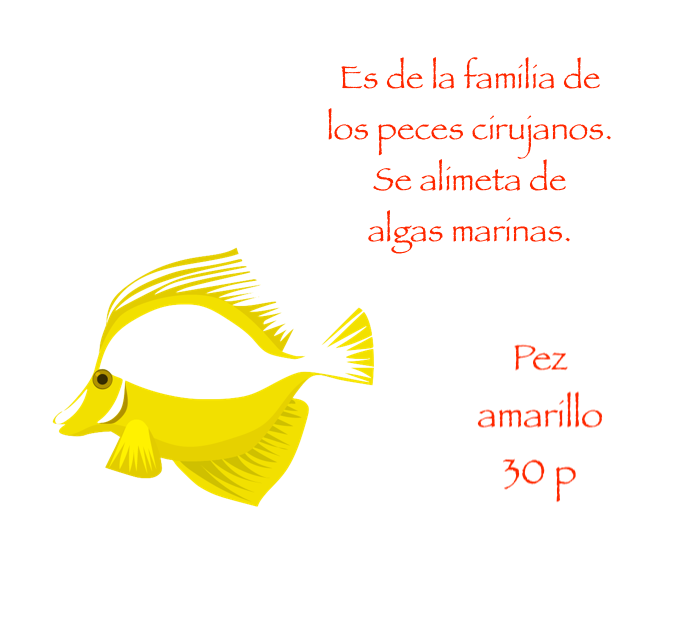 Es de la familia de
los peces cirujanos.
Se alimeta de
algas marinas.
Pez
amarillo
30 p